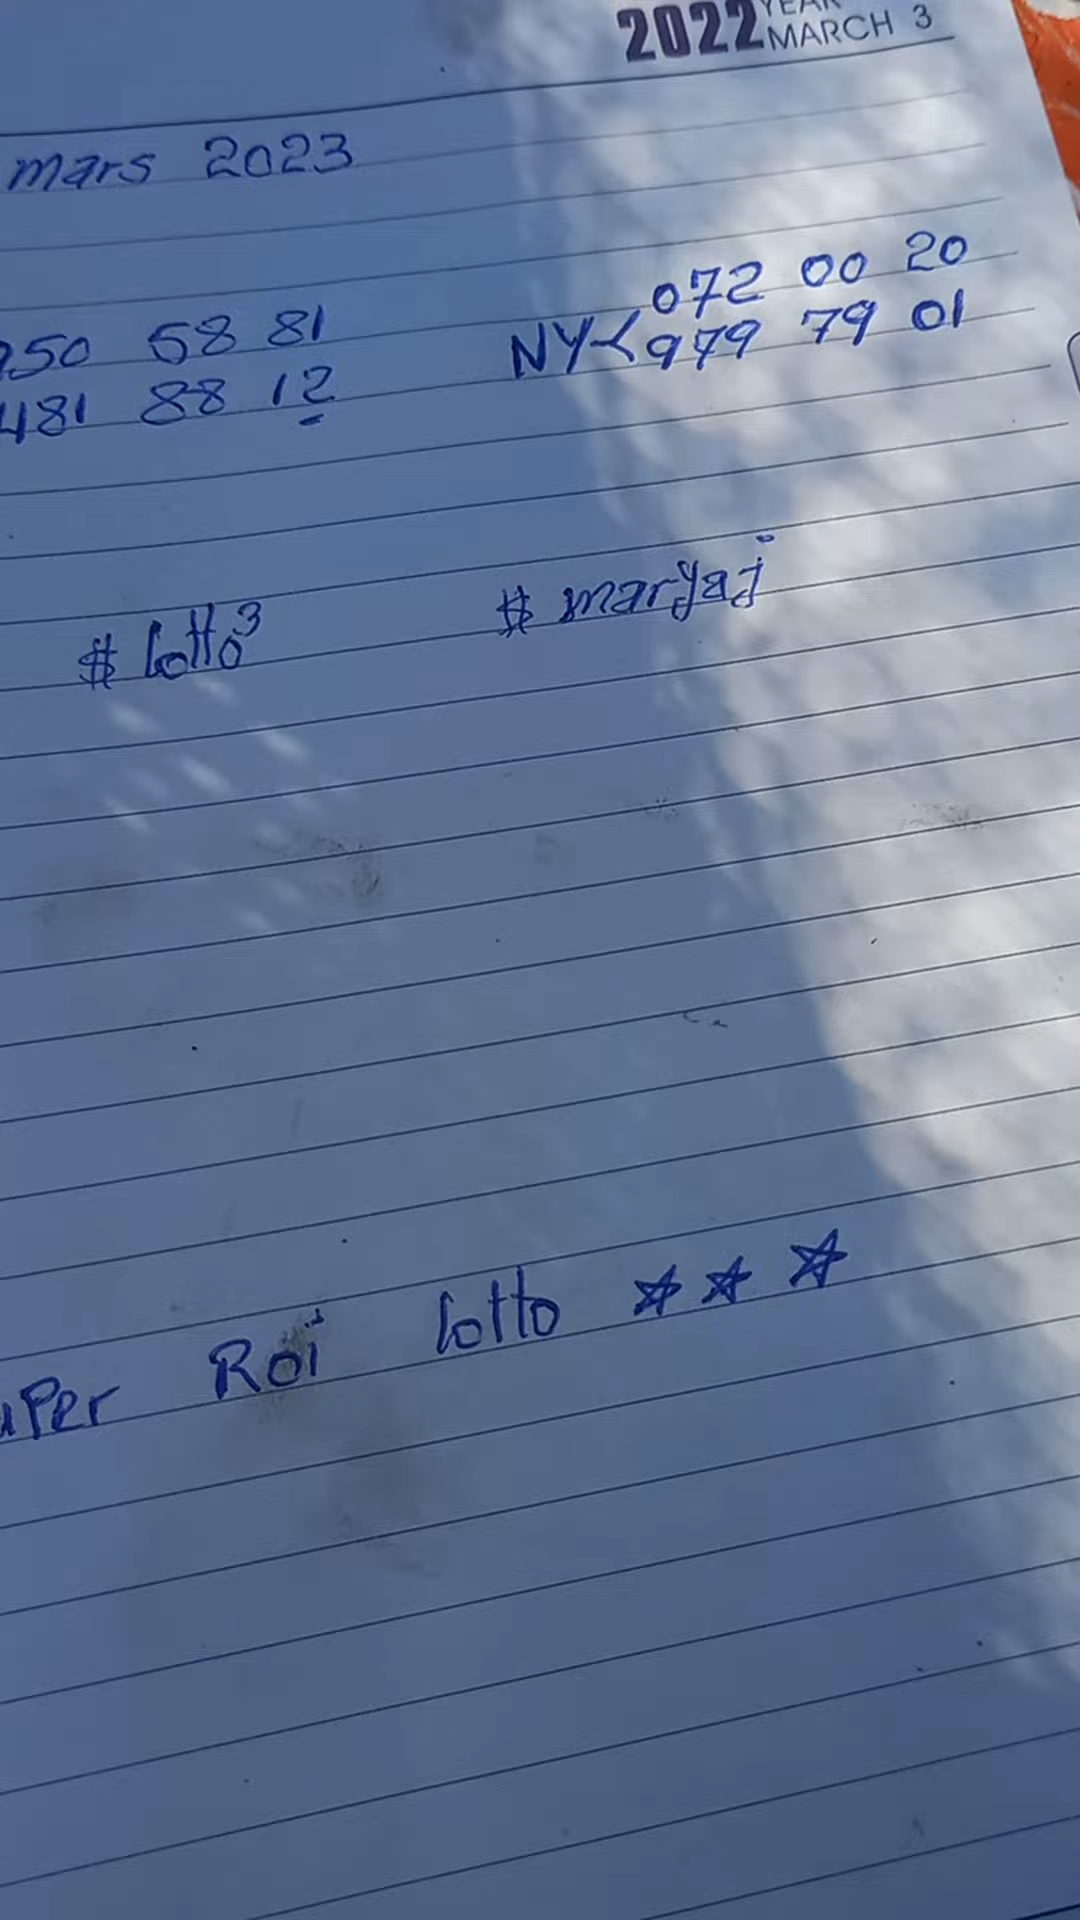 2022 YEAR
MARCH 3
mars 2023
50 58 81
481 88 12
NY< 072 00 20
979 79 01
# lotto3
# maryaj
uPer Roi lotto ☆ ☆ ☆